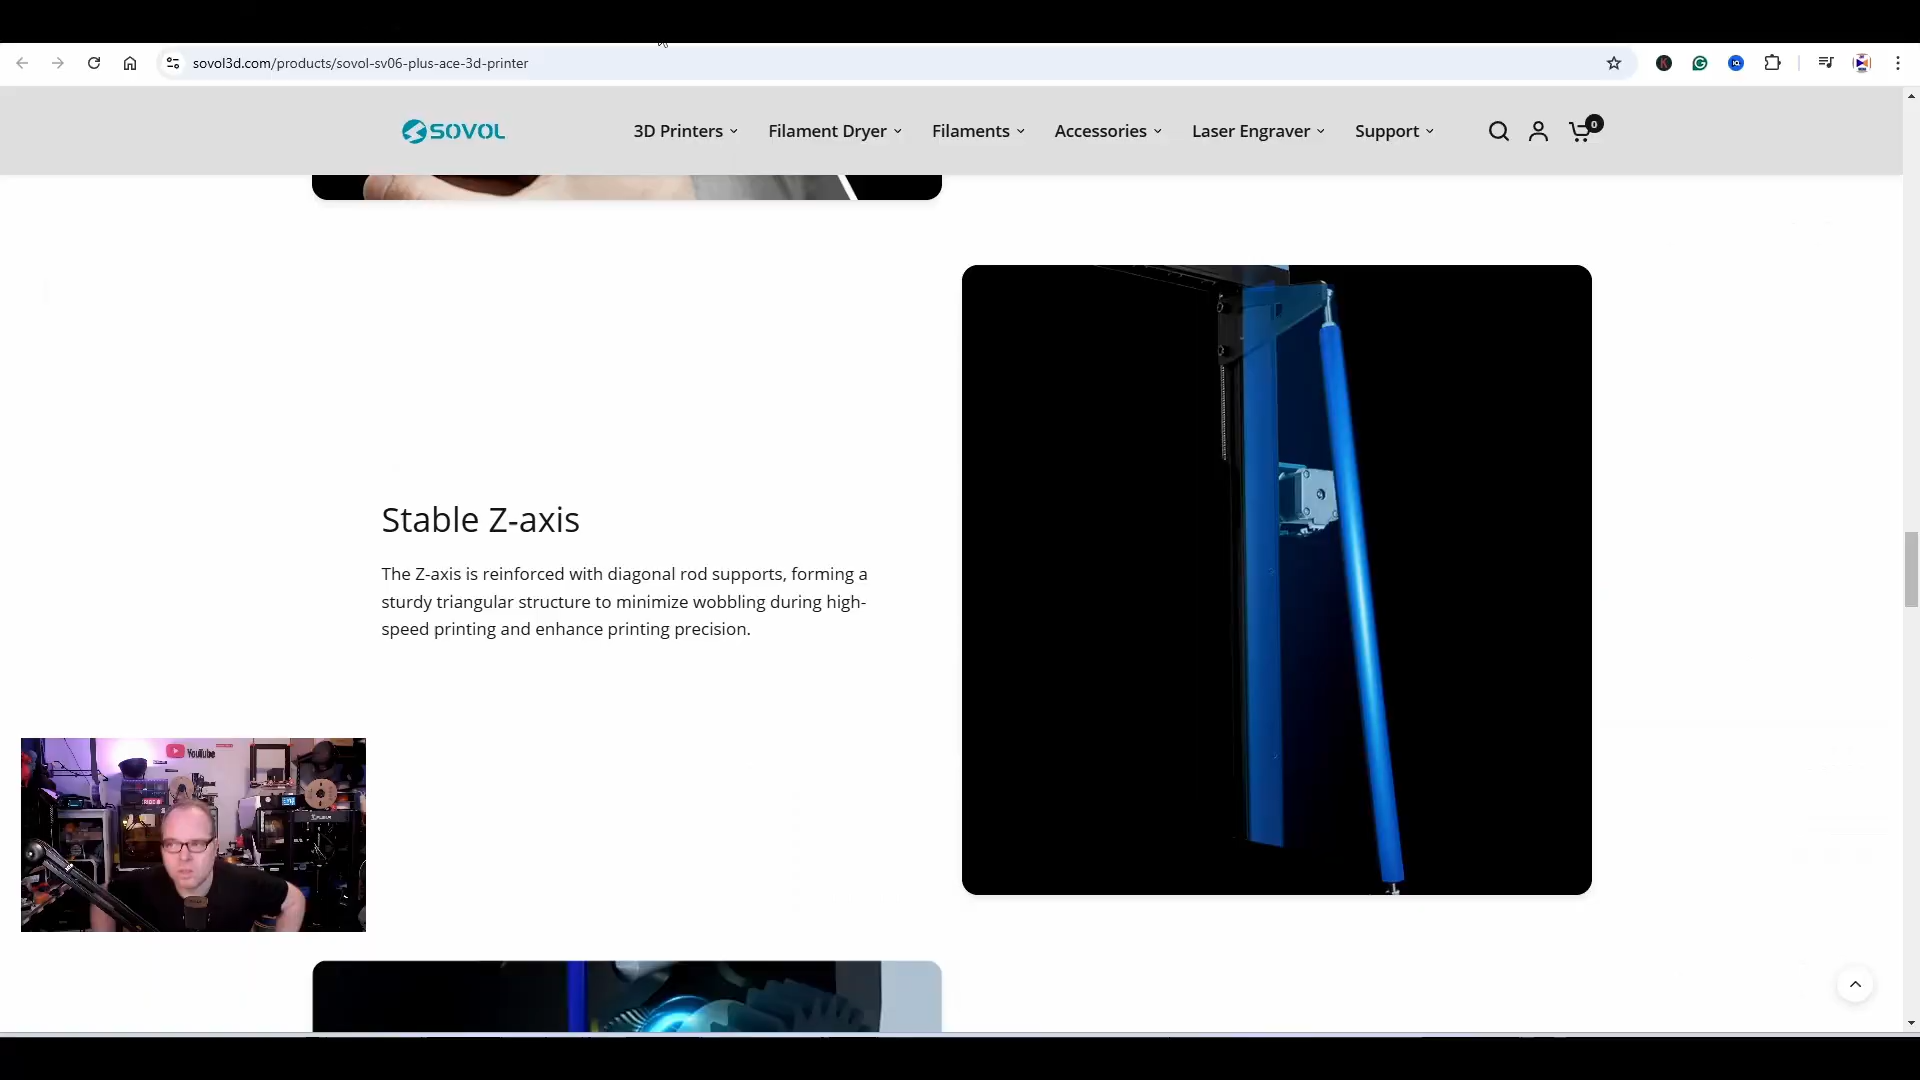 sovol3d.com/products/sovol-sv06-plus-ace-3d-printer
SOVOL
3D Printers
Filament Dryer
Filaments
Accessories
Laser Engraver
Support
0
Stable Z-axis
The Z-axis is reinforced with diagonal rod supports, forming a
sturdy triangular structure to minimize wobbling during high-
speed printing and enhance printing precision.
YouTube